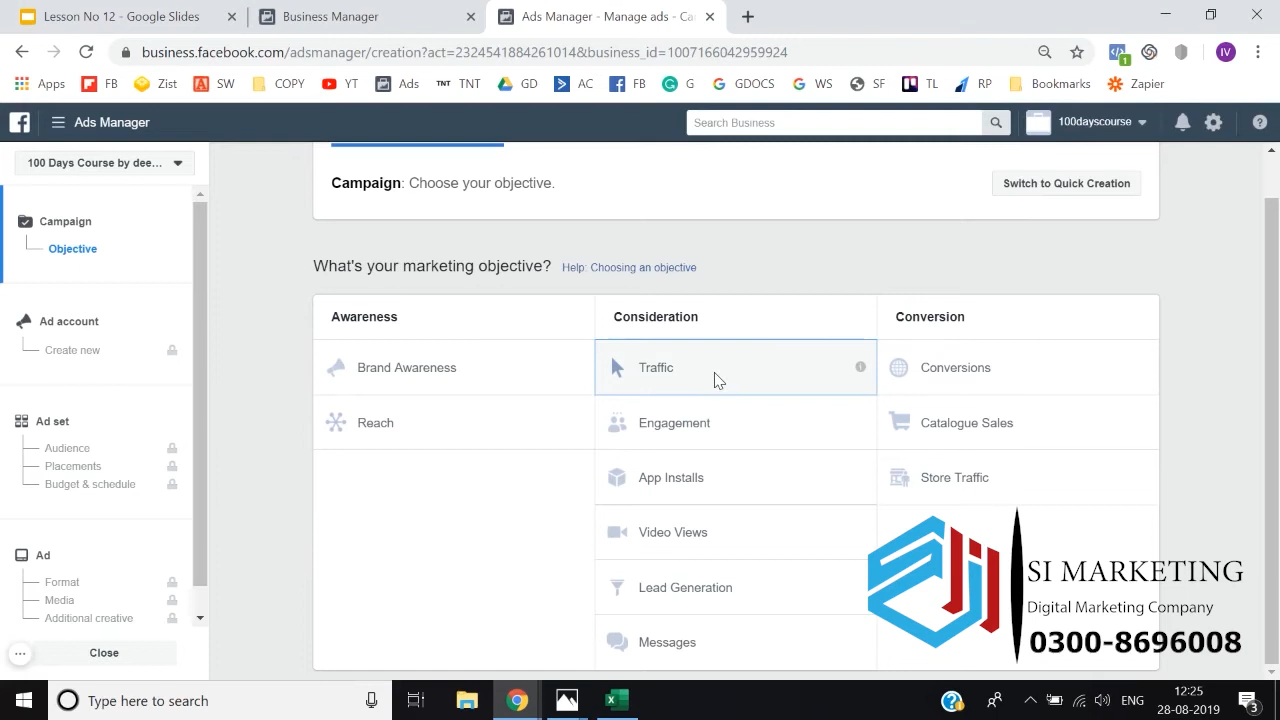 Lesson No 12 - Google Slides
Business Manager
Ads Manager - Manage ads - Ca
business.facebook.com/adsmanager/creation?act=2324541884261014&business_id=1007166042959924
IV
Apps
FB
Zist
SW
COPY
YT
Ads
TNT
TNT
GD
AC
FB
G
GDOCS
WS
SF
TL
RP
Bookmarks
Zapier
Ads Manager
Search Business
100dayscourse
100 Days Course by dee...
Campaign
Objective
Ad account
Create new
Ad set
Audience
Placements
Budget & schedule
Ad
Format
Media
Additional creative
Close
Campaign: Choose your objective.
Switch to Quick Creation
What's your marketing objective? Help: Choosing an objective
Awareness
Consideration
Conversion
Brand Awareness
Traffic
Conversions
Reach
Engagement
Catalogue Sales
App Installs
Store Traffic
Video Views
Lead Generation
Messages
SI MARKETING
Digital Marketing Company
0300-8696008
Type here to search
ENG
12:25
28-08-2019
3